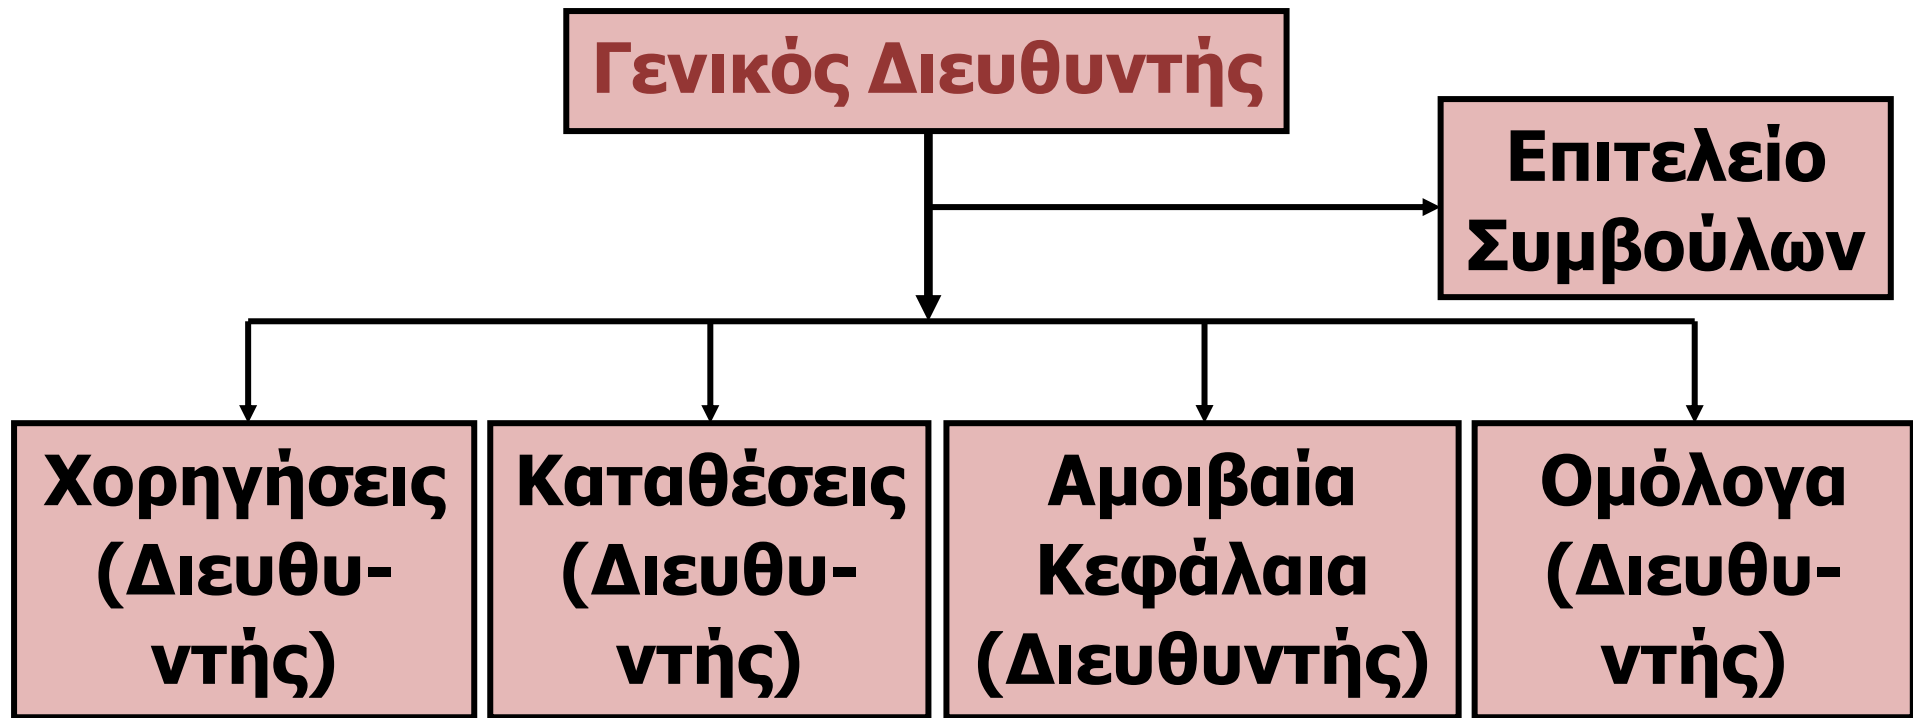 Γενικός Διευθυντής
Επιτελείο
Συμβούλων
Χορηγήσεις
(Διευθυ-
ντής)
Καταθέσεις
(Διευθυ-
ντής)
Αμοιβαία
Κεφάλαια
(Διευθυντής)
Ομόλογα
(Διευθυ-
ντής)